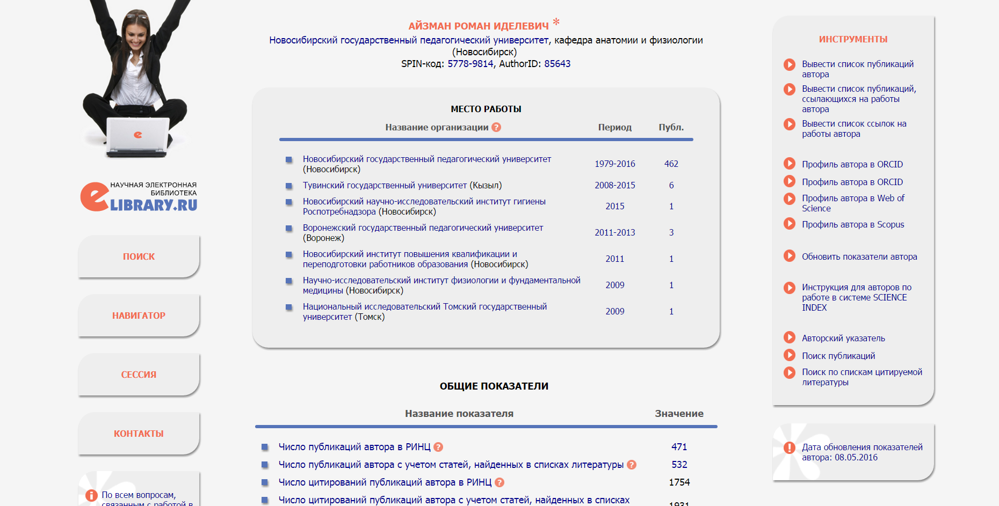 АЙЗМАН РОМАН ИДЕЛЕВИЧ *
Новосибирский государственный педагогический университет, кафедра анатомии и физиологии
(Новосибирск)
SPIN-код: 5778-9814, AuthorID: 85643
МЕСТО РАБОТЫ
Название организации ? Период Публ.
Новосибирский государственный педагогический университет
(Новосибирск) 1979-2016 462
Тувинский государственный университет (Кызыл) 2008-2015 6
Новосибирский научно-исследовательский институт гигиены
Роспотребнадзора (Новосибирск) 2015 1
Воронежский государственный педагогический университет
(Воронеж) 2011-2013 3
Новосибирский институт повышения квалификации и
переподготовки работников образования (Новосибирск) 2011 1
Научно-исследовательский институт физиологии и фундаментальной
медицины (Новосибирск) 2009 1
Национальный исследовательский Томский государственный
университет (Томск) 2009 1
ОБЩИЕ ПОКАЗАТЕЛИ
Название показателя Значение
Число публикаций автора в РИНЦ ? 471
Число публикаций автора с учетом статей, найденных в списках литературы ? 532
Число цитирований публикаций автора в РИНЦ ? 1754
Число цитирований публикаций автора с учетом статей, найденных в списках
1931
e
НАУЧНАЯ ЭЛЕКТРОННАЯ
БИБЛИОТЕКА
eLIBRARY.RU
ПОИСК
НАВИГАТОР
СЕССИЯ
КОНТАКТЫ
По всем вопросам,
связанным с работой в
ИНСТРУМЕНТЫ
Вывести список публикаций
автора
Вывести список публикаций,
ссылающихся на работы
автора
Вывести список ссылок на
работы автора
Профиль автора в ORCID
Профиль автора в ORCID
Профиль автора в Web of
Science
Профиль автора в Scopus
Обновить показатели автора
Инструкция для авторов по
работе в системе SCIENCE
INDEX
Авторский указатель
Поиск публикаций
Поиск по спискам цитируемой
литературы
Дата обновления показателей
автора: 08.05.2016